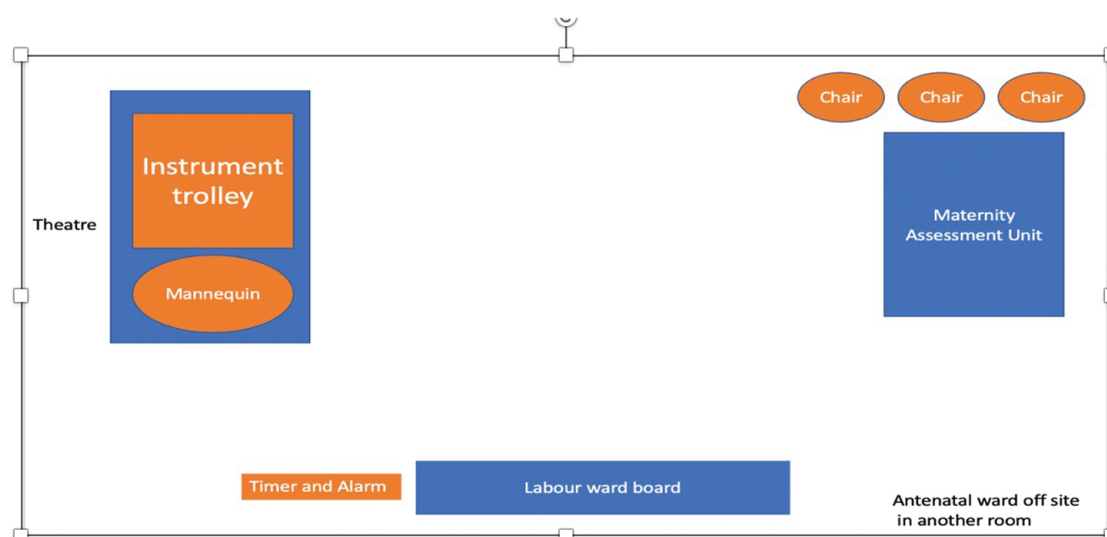 Chair
Chair
Chair
Instrument
trolley
Theatre
Maternity
Assessment Unit
Mannequin
Timer and Alarm
Labour ward board
Antenatal ward off site
in another room